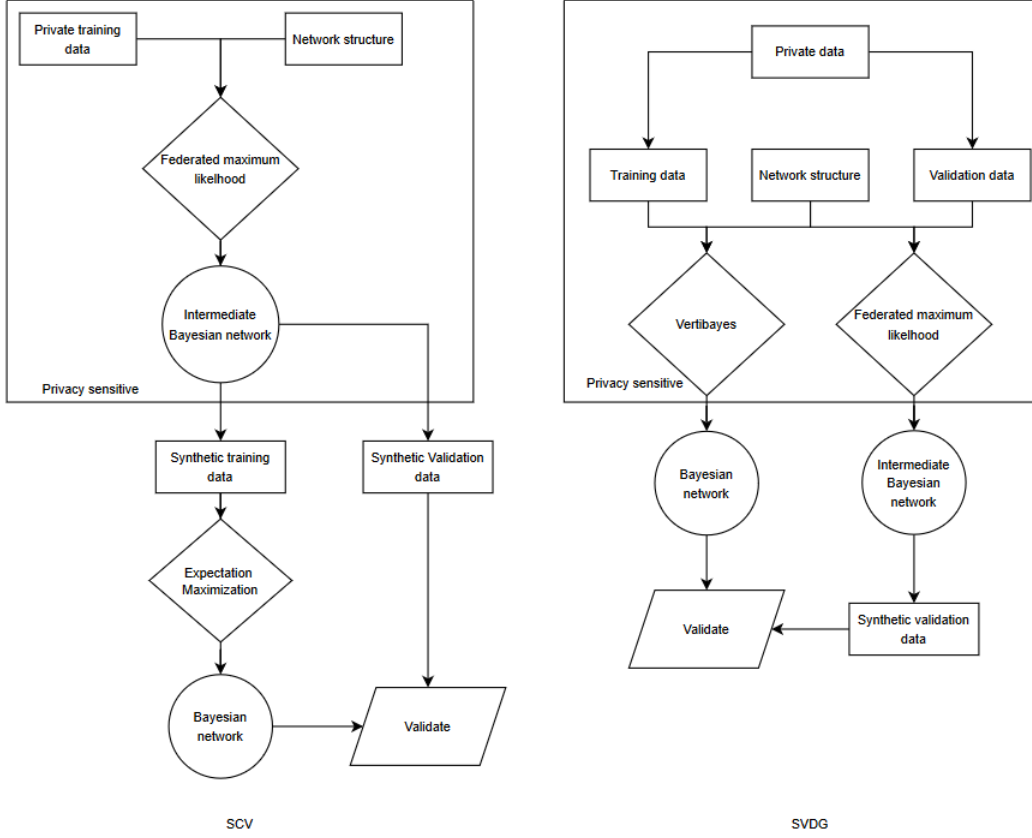 Private training
data
Network structure
Federated maximum
likelhood
Intermediate
Bayesian network
Privacy sensitive
Synthetic training
data
Synthetic Validation
data
Expectation
Maximization
Bayesian
network
Validate
SCV
Private data
Training data
Network structure
Validation data
Vertibayes
Federated maximum
likelhood
Privacy sensitive
Bayesian
network
Intermediate
Bayesian
network
Validate
Synthetic validation
data
SVDG